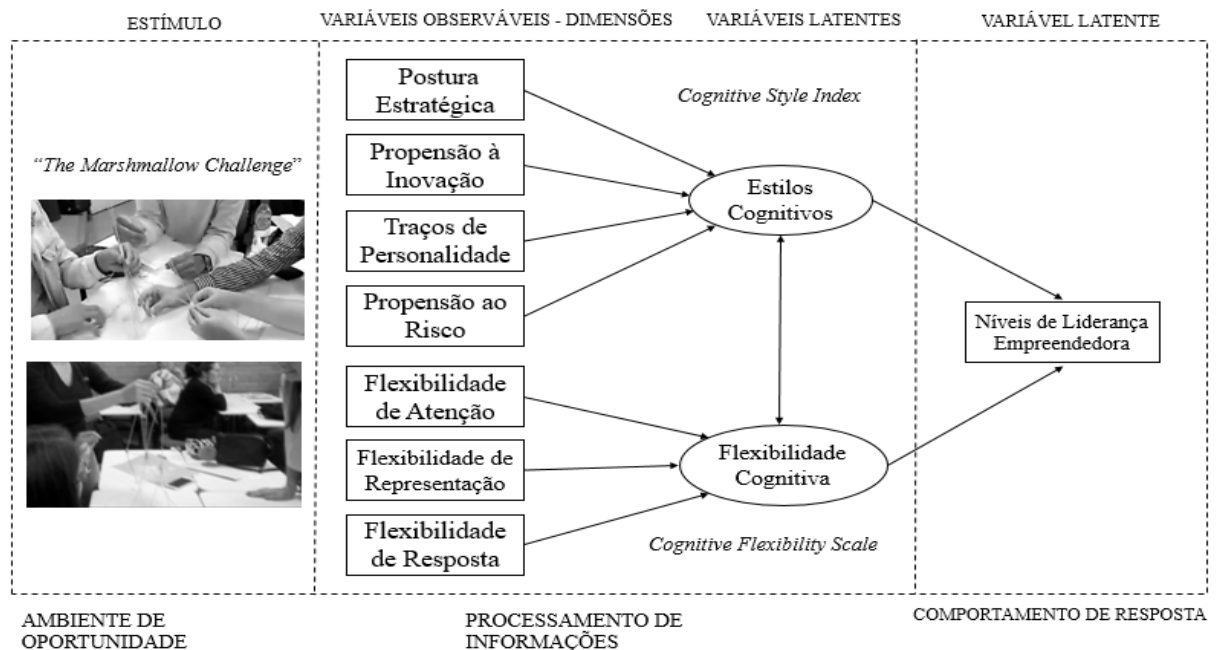 ESTÍMULO
VARIÁVEIS OBSERVÁVEIS - DIMENSÕES
VARIÁVEIS LATENTES
VARIÁVEL LATENTE
“The Marshmallow Challenge”
Postura
Estratégica
Propensão à
Inovação
Traços de
Personalidade
Propensão ao
Risco
Flexibilidade
de Atenção
Flexibilidade de
Representação
Flexibilidade
de Resposta
Cognitive Style Index
Estilos
Cognitivos
Flexibilidade
Cognitiva
Cognitive Flexibility Scale
Níveis de Liderança
Empreendedora
AMBIENTE DE
OPORTUNIDADE
PROCESSAMENTO DE
INFORMAÇÕES
COMPORTAMENTO DE RESPOSTA